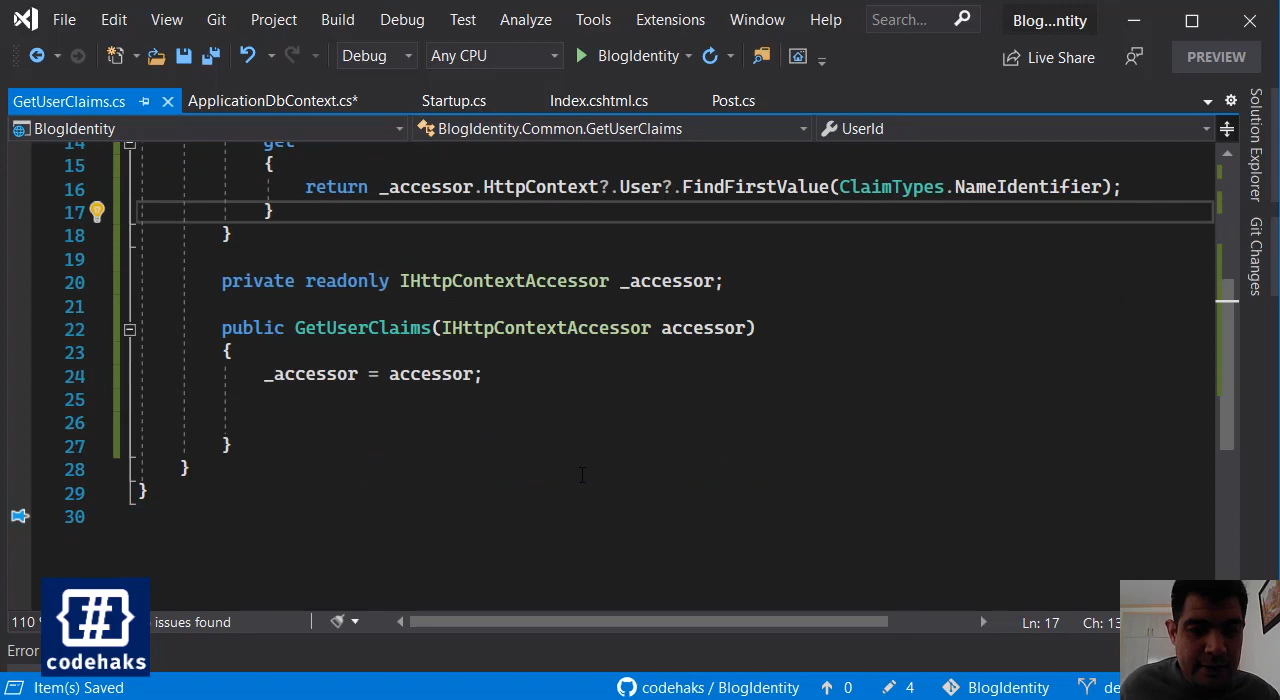 File Edit View Git Project Build Debug Test Analyze Tools Extensions Window Help Search... Blog...ntity
Debug Any CPU BlogIdentity Live Share PREVIEW
GetUserClaims.cs ApplicationDbContext.cs* Startup.cs Index.cshtml.cs Post.cs
BlogIdentity BlogIdentity.Common.GetUserClaims UserId
Solution Explorer
Git Changes
14 get
15 {
16 return _accessor.HttpContext?.User?.FindFirstValue(ClaimTypes.NameIdentifier);
17 }
18 }
19
20 private readonly IHttpContextAccessor _accessor;
21
22 public GetUserClaims(IHttpContextAccessor accessor)
23 {
24 _accessor = accessor;
25
26
27 }
28 }
29 }
30
110 % issues found Ln: 17
Error
{#}
codehaks
Item(s) Saved codehaks / BlogIdentity 0 4 BlogIdentity